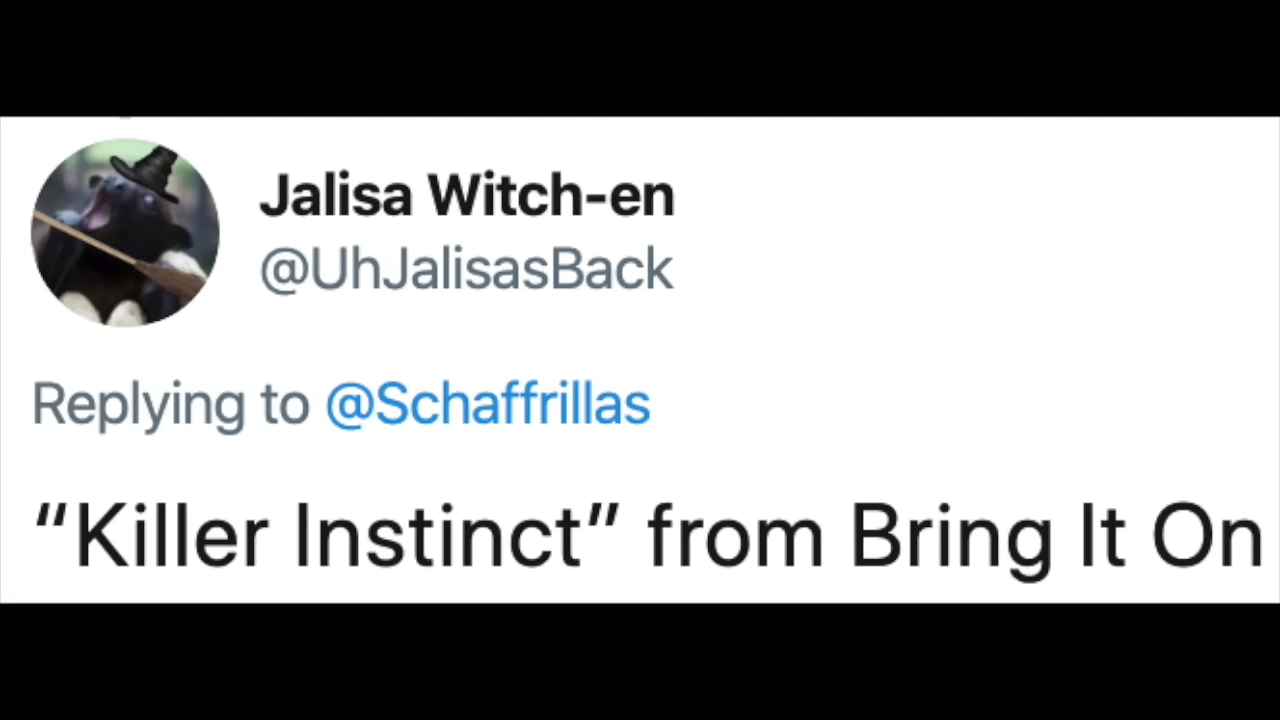 Jalisa Witch-en
@UhJalisasBack
Replying to @Schaffrillas
“Killer Instinct” from Bring It On